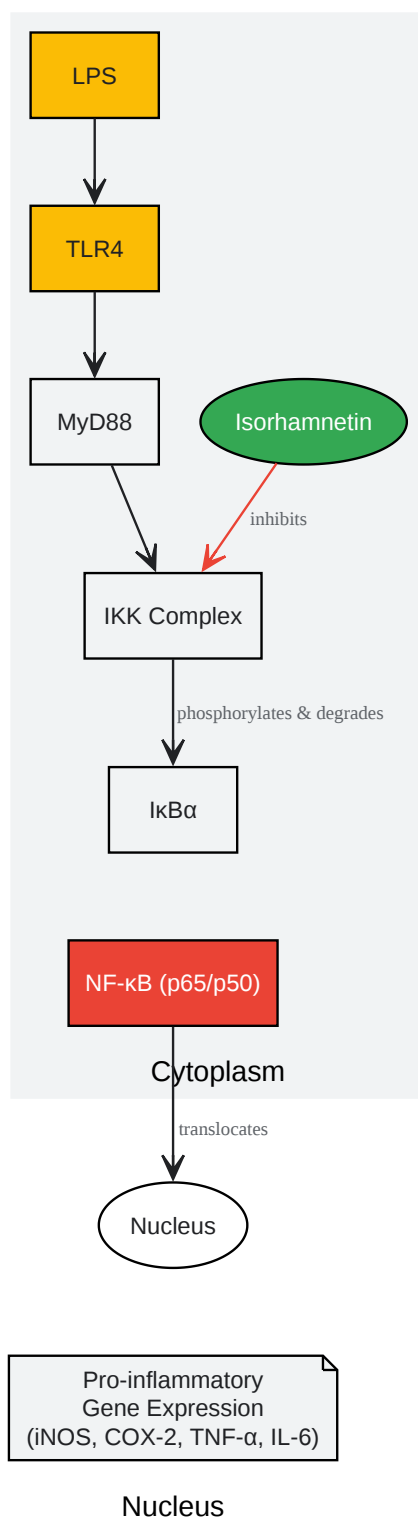 LPS
TLR4
MyD88
Isorhamnetin
inhibits
IKK Complex
phosphorylates & degrades
IκBα
NF-κB (p65/p50)
Cytoplasm
translocates
Nucleus
Pro-inflammatory
Gene Expression
(iNOS, COX-2, TNF-α, IL-6)
Nucleus